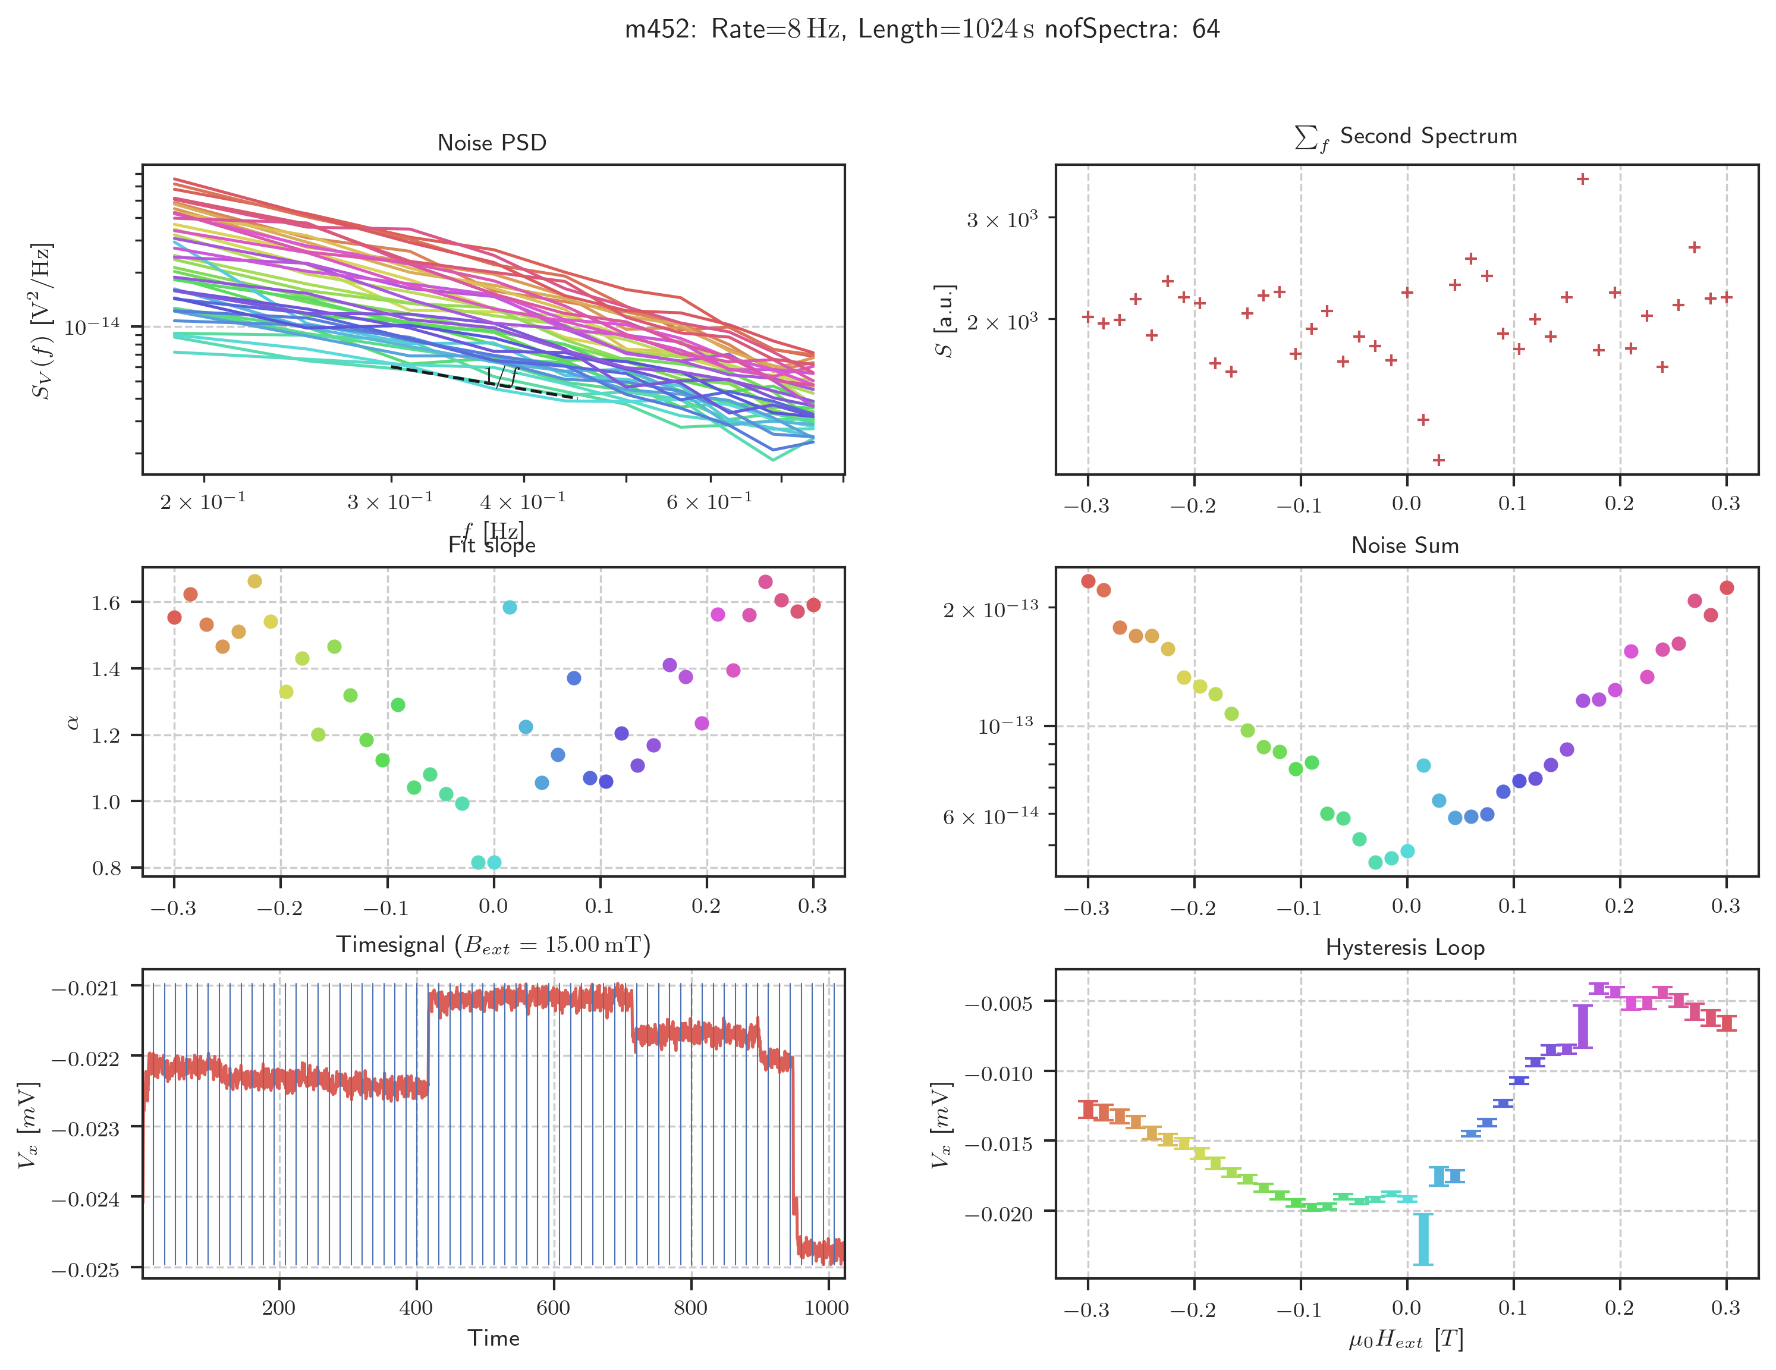 m452: Rate=8 Hz, Length=1024 s nofSpectra: 64
Noise PSD
S_V(f) [V²/Hz]
10⁻¹⁴
1/f
2 × 10⁻¹ 3 × 10⁻¹ 4 × 10⁻¹ 6 × 10⁻¹
f [Hz]
∑_f Second Spectrum
S [a.u.]
3 × 10³
2 × 10³
−0.3 −0.2 −0.1 0.0 0.1 0.2 0.3
Fit slope
α
1.6
1.4
1.2
1.0
0.8
−0.3 −0.2 −0.1 0.0 0.1 0.2 0.3
Noise Sum
2 × 10⁻¹³
10⁻¹³
6 × 10⁻¹⁴
−0.3 −0.2 −0.1 0.0 0.1 0.2 0.3
Timesignal (B_ext = 15.00 mT)
V_x [mV]
−0.021
−0.022
−0.023
−0.024
−0.025
200 400 600 800 1000
Time
Hysteresis Loop
V_x [mV]
−0.005
−0.010
−0.015
−0.020
−0.3 −0.2 −0.1 0.0 0.1 0.2 0.3
μ₀H_ext [T]